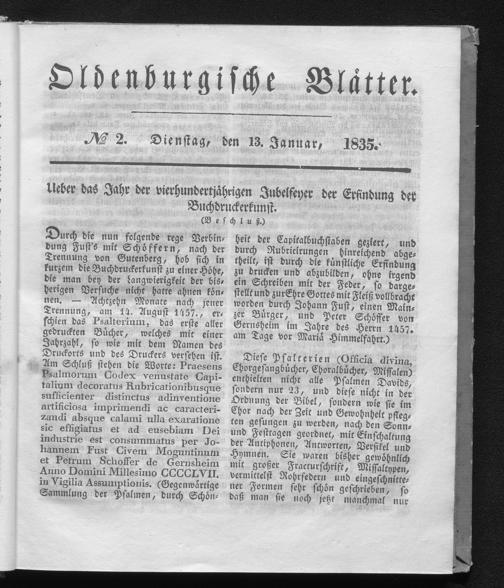 Oldenburgische Blätter.
№ 2. Dienstag, den 13. Januar, 1835.
Ueber das Jahr der vierhundertjährigen Jubelfeyer der Erfindung der
Buchdruckerkunst.
(Beschluß.)
Durch die nun folgende rege Verbin-
dung Fust's mit Schöffern, nach der
Trennung von Gutenberg, hob sich in
kurzem die Buchdruckerkunst zu einer Höhe,
die man bey der Langwierigkeit der bis-
herigen Versuche nicht hatte ahnen kön-
nen. — Achtzehn Monate nach jener
Trennung, am 14. August 1457., er-
schien das Psalterium, das erste aller
gedruckten Bücher, welches mit einer
Jahrzahl, so wie mit dem Namen des
Druckorts und des Druckers versehen ist.
Am Schluß stehen die Worte: Praesens
Psalmorum Codex venustate Capi-
talium decoratus Rubricationibusque
sufficienter distinctus adinventione
artificiosa imprimendi ac caracteri-
zandi absque calami ulla exaratione
sic effigiatus et ad eusebiam Dei
industrie est consummatus per Jo-
hannem Fust Civem Moguntinum
et Petrum Schoffer de Gernsheim
Anno Domini Millesimo CCCCLVII.
in Vigilia Assumptionis. (Gegenwärtige
Sammlung der Psalmen, durch Schön-
heit der Capitalbuchstaben geziert, und
durch Rubricirungen hinreichend abge-
theilt, ist durch die künstliche Erfindung
zu drucken und abzubilden, ohne irgend
ein Schreiben mit der Feder, so darge-
stellt und zur Ehre Gottes mit Fleiß vollbracht
worden durch Johann Fust, einen Main-
zer Bürger, und Peter Schöffer von
Gernsheim im Jahre des Herrn 1457.
am Tage vor Mariä Himmelfahrt.)
Diese Psalterien (Officia divina,
Chorgesangbücher, Choralbücher, Missalen)
enthielten nicht alle Psalmen Davids,
sondern nur 23, und diese nicht in der
Ordnung der Bibel, sondern wie sie im
Chor nach der Zeit und Gewohnheit pfleg-
ten gesungen zu werden, nach den Sonn-
und Festtagen geordnet, mit Einschaltung
der Antiphonen, Antworten, Versikel und
Hymnen. Sie waren bisher gewöhnlich
mit großer Fracturschrift, Missaltypen,
vermittelst Rohrfedern und eingeschnitte-
ner Formen sehr schön geschrieben, so
daß man sie noch jetzt manchmal nur